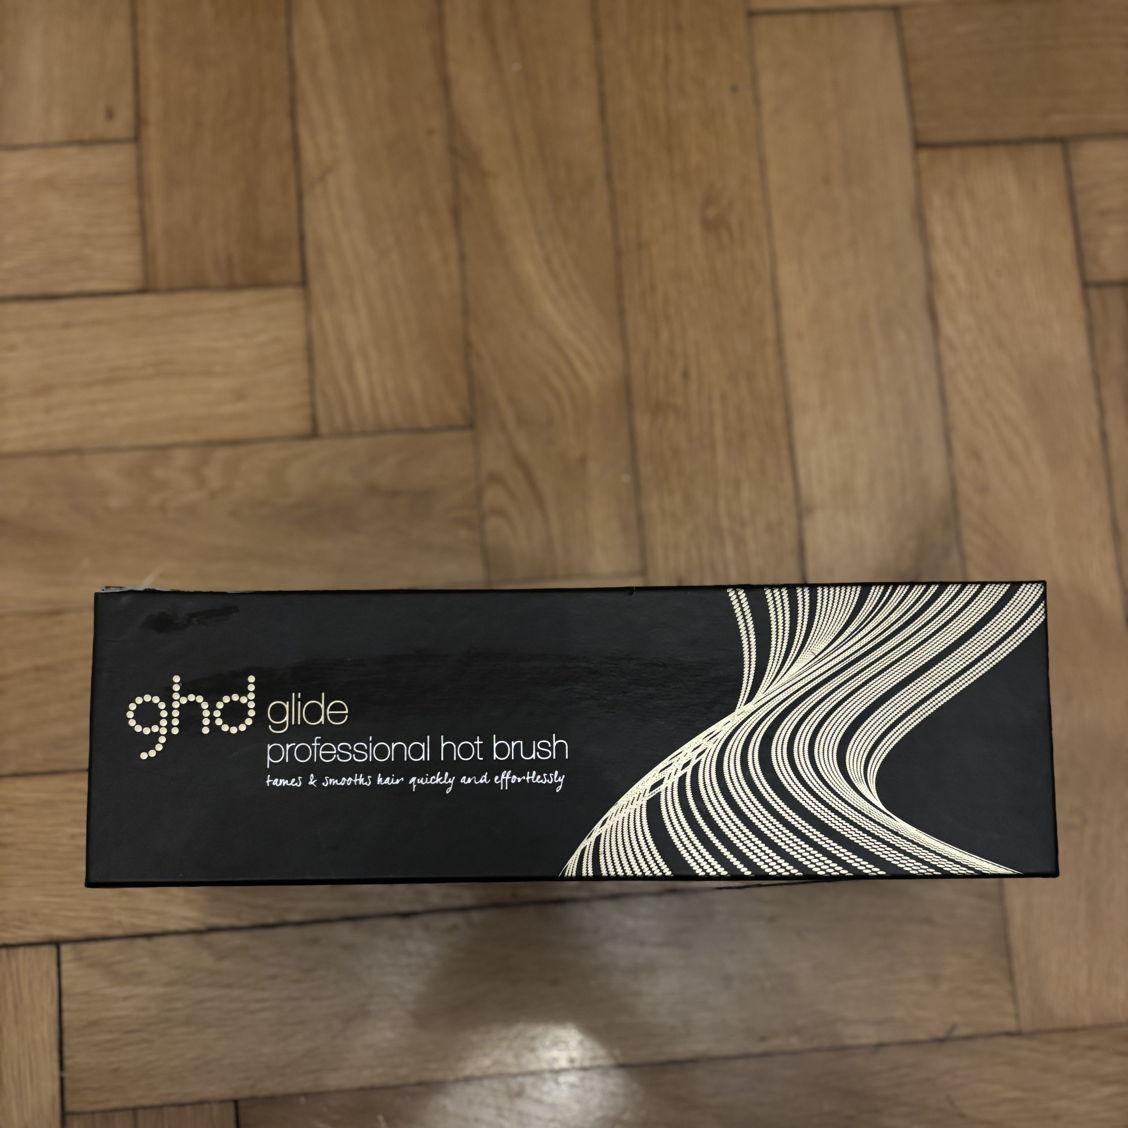 ghd glide
professional hot brush
tames & smooths hair quickly and effortlessly